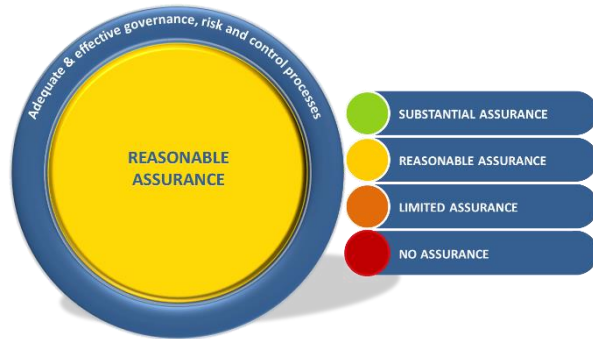 Adequate & effective governance, risk and control processes
REASONABLE
ASSURANCE
SUBSTANTIAL ASSURANCE
REASONABLE ASSURANCE
LIMITED ASSURANCE
NO ASSURANCE